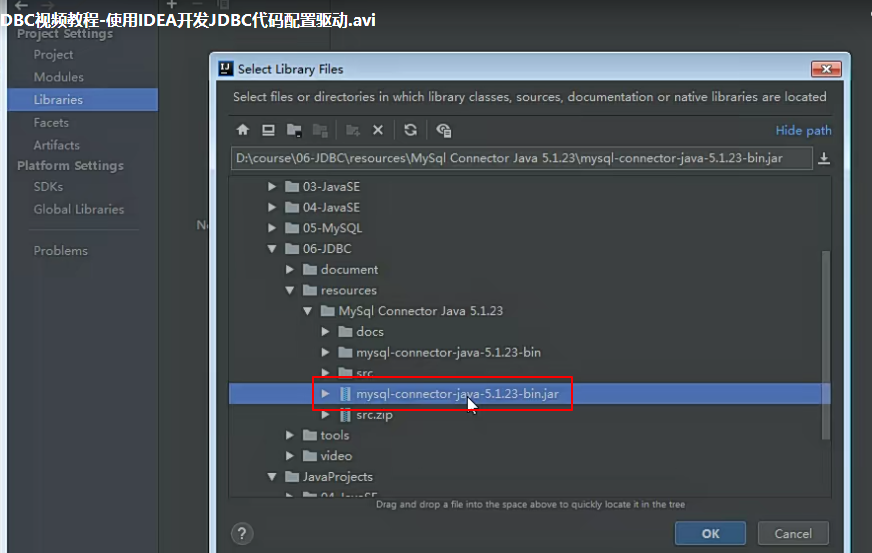 DBC视频教程-使用IDEA开发JDBC代码配置驱动.avi
Project Settings
Project
Modules
Libraries
Facets
Artifacts
Platform Settings
SDKs
Global Libraries
Problems
Select Library Files
Select files or directories in which library classes, sources, documentation or native libraries are located
Hide path
D:\course\06-JDBC\resources\MySql Connector Java 5.1.23\mysql-connector-java-5.1.23-bin.jar
03-JavaSE
04-JavaSE
05-MySQL
06-JDBC
document
resources
MySql Connector Java 5.1.23
docs
mysql-connector-java-5.1.23-bin
src
mysql-connector-java-5.1.23-bin.jar
src.zip
tools
video
JavaProjects
04-JavaSE
Drag and drop a file into the space above to quickly locate it in the tree
?
OK
Cancel